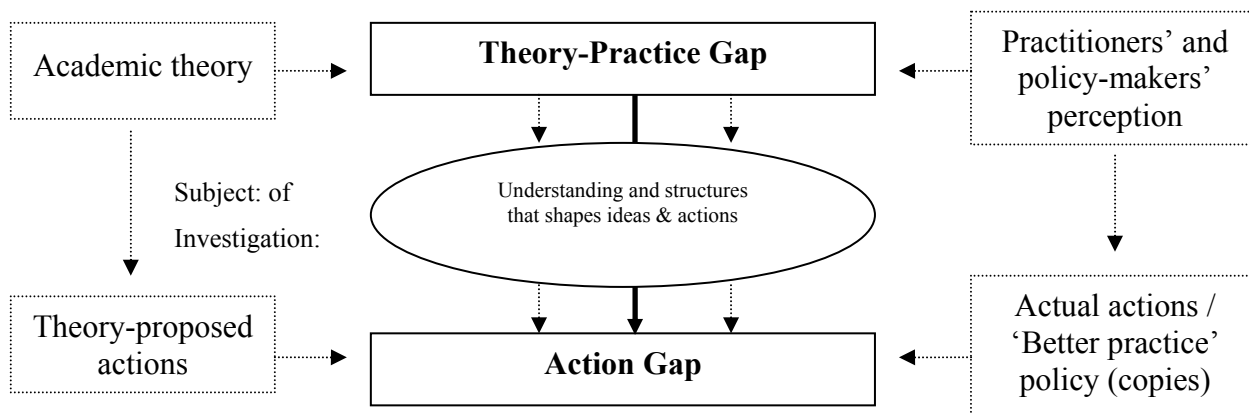 Academic theory
Theory-Practice Gap
Practitioners’ and
policy-makers’
perception
Subject: of
Investigation:
Understanding and structures
that shapes ideas & actions
Theory-proposed
actions
Action Gap
Actual actions /
‘Better practice’
policy (copies)